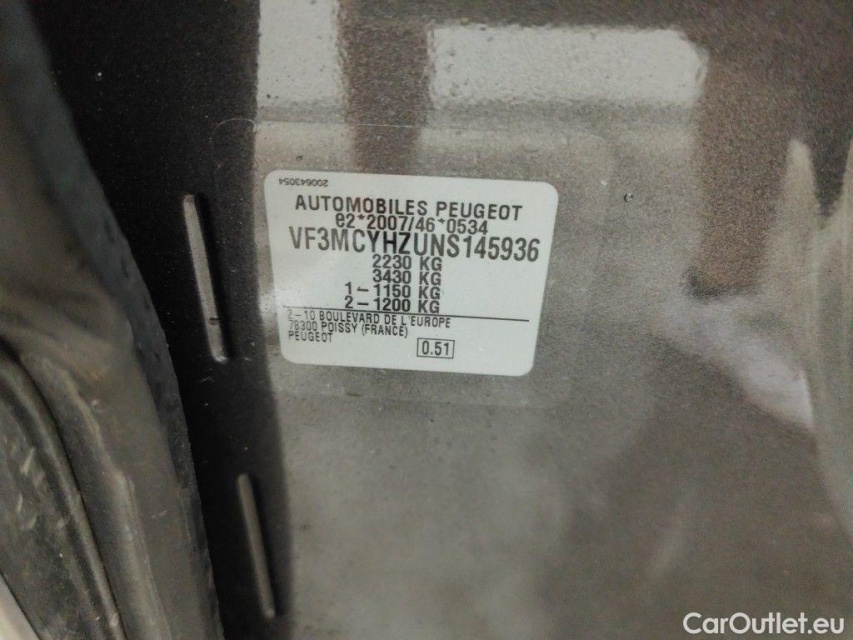 200643054
AUTOMOBILES PEUGEOT
e2*2007/46*0534
VF3MCYHZUNS145936
2230 KG
3430 KG
1-1150 KG
2-1200 KG
2-10 BOULEVARD DE L'EUROPE
78300 POISSY (FRANCE)
PEUGEOT
0.51
CarOutlet.eu